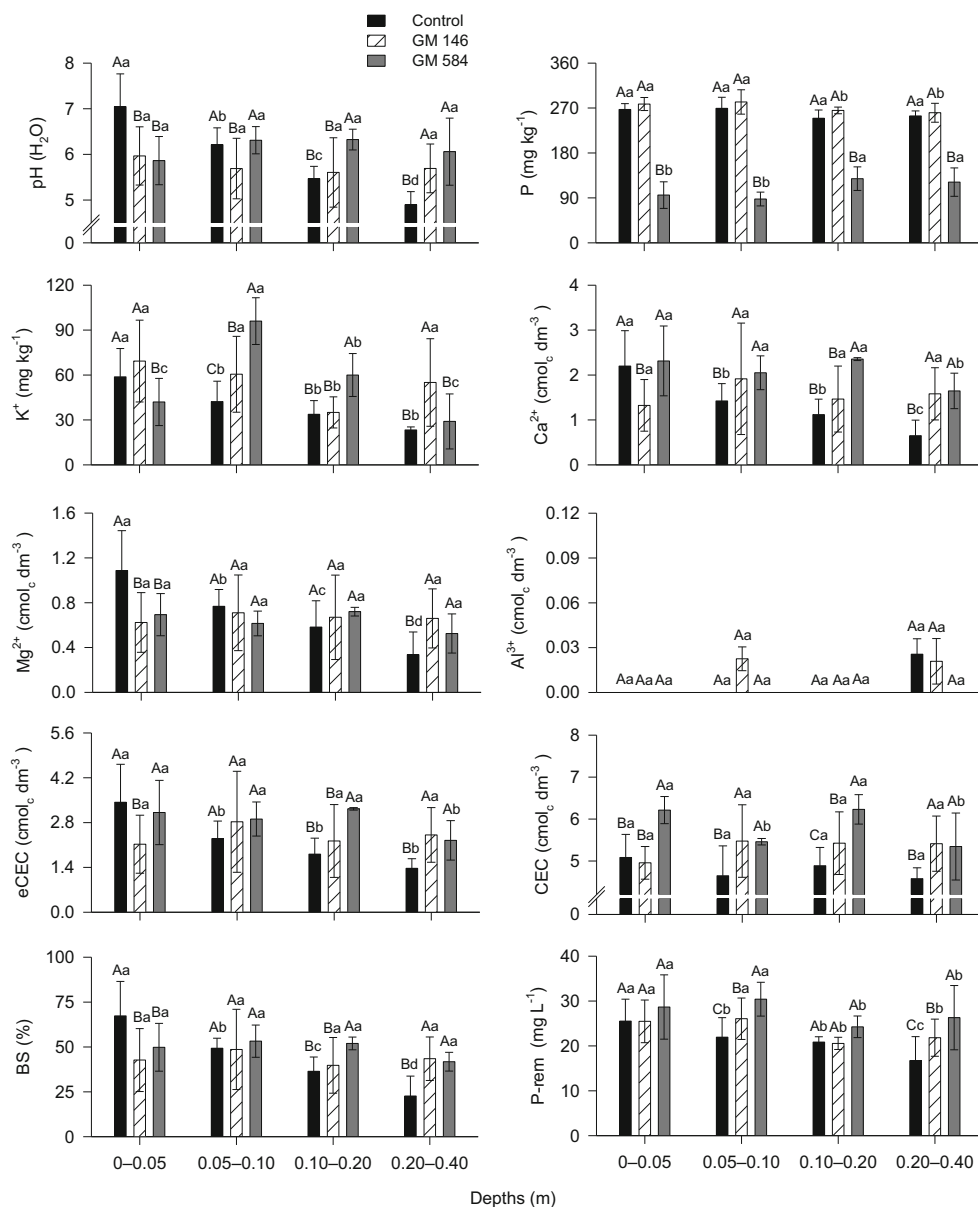 Control
GM 146
GM 584
8
7
6
5
0
pH (H₂O)
Aa Ba Ba
Ab Ba Aa
Bc Ba Aa
Bd Aa Aa
360
270
180
90
0
P (mg kg⁻¹)
Aa Aa Bb
Aa Aa Bb
Aa Ab Ba
Aa Ab Ba
120
90
60
30
0
K⁺ (mg kg⁻¹)
Aa Aa Bc
Cb Ba Aa
Bb Bb Ab
Bb Aa Bc
4
3
2
1
0
Ca²⁺ (cmol_c dm⁻³)
Aa Ba Aa
Bb Aa Aa
Bb Ba Aa
Bc Aa Aa
1.6
1.2
0.8
0.4
0.0
Mg²⁺ (cmol_c dm⁻³)
Aa Ba Ba
Ab Aa Aa
Ac Aa Aa
Bd Aa Aa
0.12
0.09
0.06
0.03
0.00
Al³⁺ (cmol_c dm⁻³)
Aa Aa Aa
Aa Aa Aa
Aa Aa Aa
Aa Aa Aa
5.6
4.2
2.8
1.4
0.0
eCEC (cmol_c dm⁻³)
Aa Ba Aa
Ab Aa Aa
Bb Ba Aa
Bb Aa Ab
8
7
6
5
0
CEC (cmol_c dm⁻³)
Ba Ba Aa
Ba Aa Ab
Ca Ba Aa
Ba Aa Ab
100
75
50
25
0
BS (%)
Aa Ba Ba
Ab Aa Aa
Bc Ba Aa
Bd Aa Aa
0–0.05 0.05–0.10 0.10–0.20 0.20–0.40
40
30
20
10
0
P-rem (mg L⁻¹)
Aa Aa Aa
Cb Ba Aa
Ab Ab Ab
Cc Bb Ab
0–0.05 0.05–0.10 0.10–0.20 0.20–0.40
Depths (m)